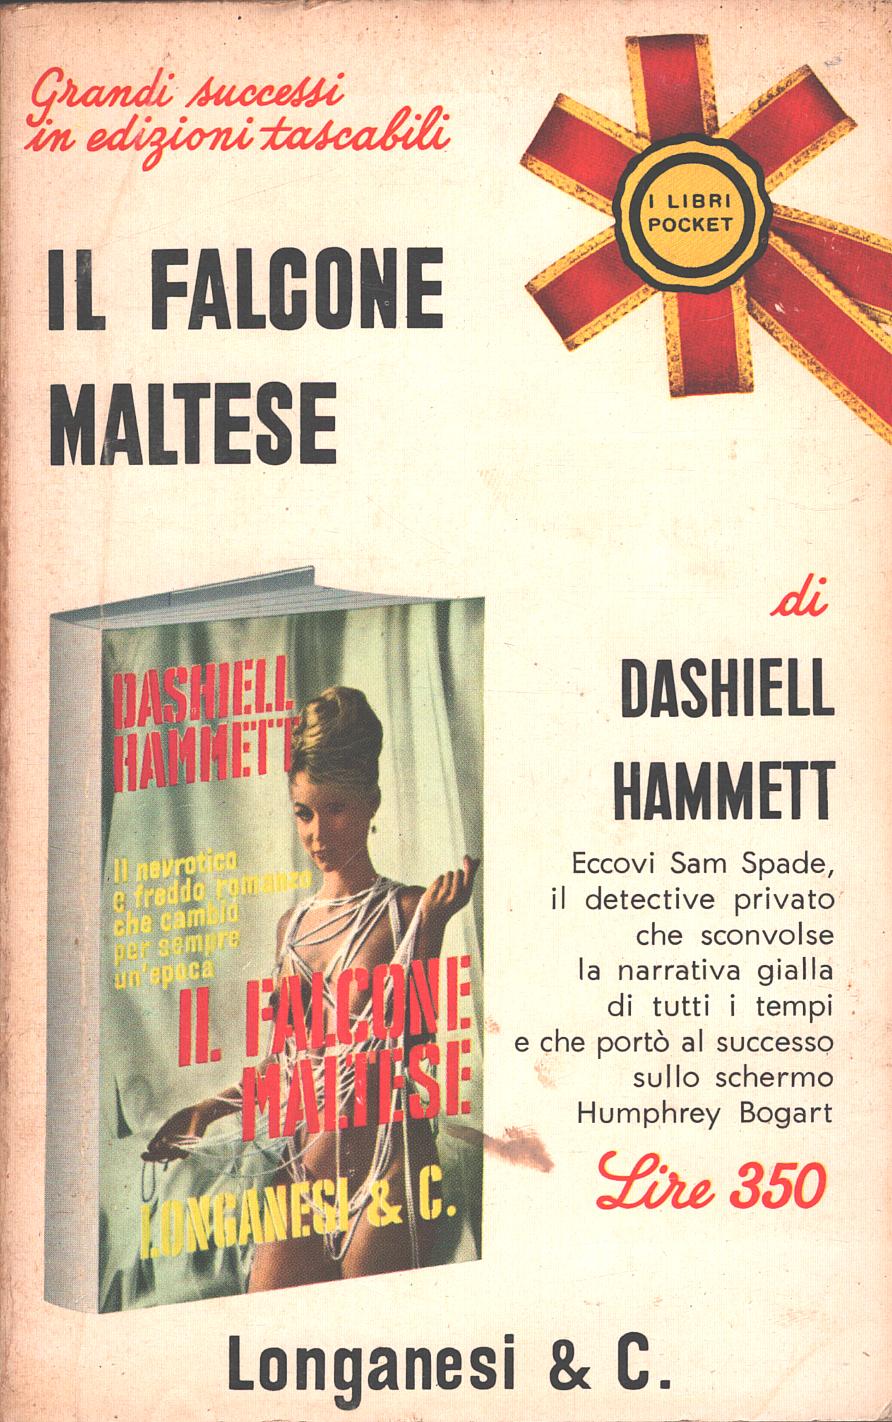 Grandi successi
in edizioni tascabili
I LIBRI
POCKET
IL FALCONE
MALTESE
DASHIELL
HAMMETT
Il nevrotico
e freddo romanzo
che cambiò
per sempre
un'epoca
IL FALCONE
MALTESE
LONGANESI & C.
di
DASHIELL
HAMMETT
Eccovi Sam Spade,
il detective privato
che sconvolse
la narrativa gialla
di tutti i tempi
e che portò al successo
sullo schermo
Humphrey Bogart
Lire 350
Longanesi & C.